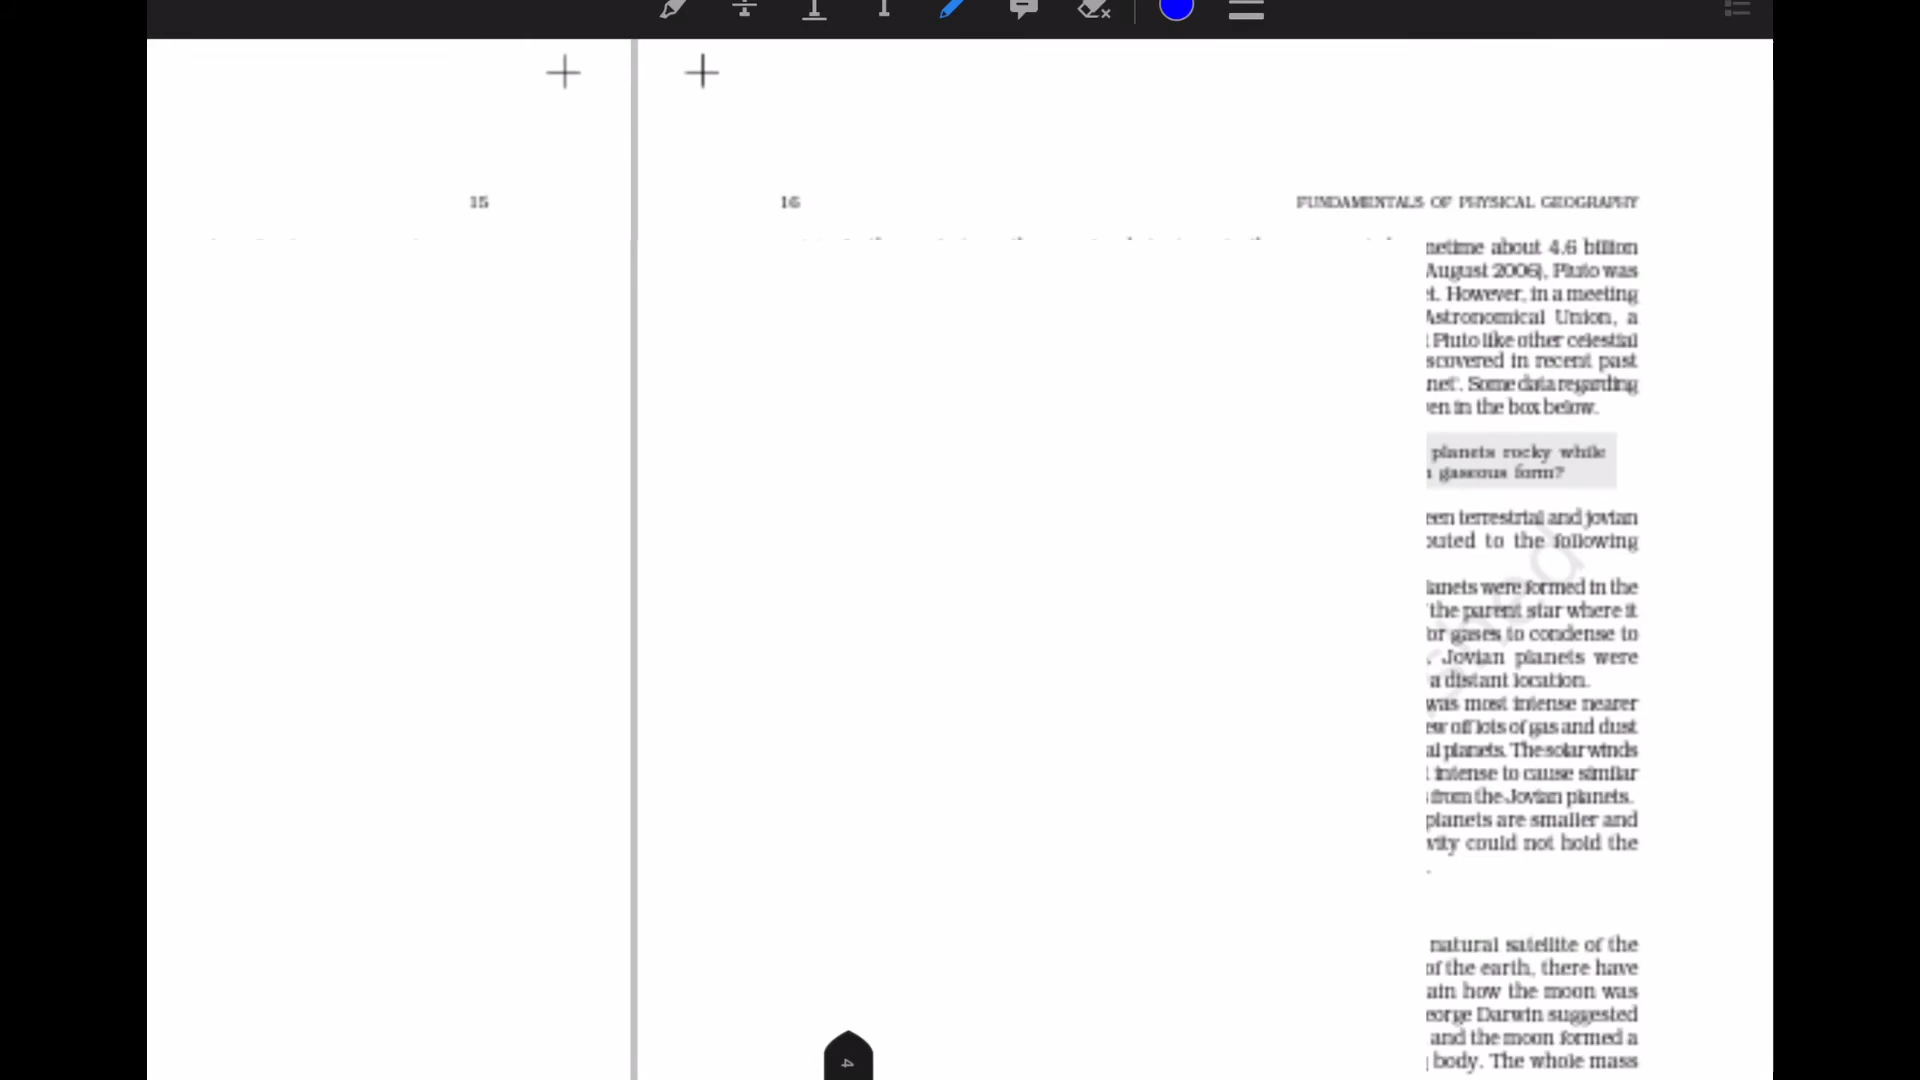 15
16 FUNDAMENTALS OF PHYSICAL GEOGRAPHY
netime about 4.6 billion
August 2006), Pluto was
t. However, in a meeting
Astronomical Union, a
Pluto like other celestial
scovered in recent past
net'. Some data regarding
en in the box below.
planets rocky while
gaseous form?
een terrestrial and jovian
buted to the following
lanets were formed in the
the parent star where it
or gases to condense to
. Jovian planets were
a distant location.
was most intense nearer
ew off lots of gas and dust
al planets. The solar winds
intense to cause similar
from the Jovian planets.
planets are smaller and
vity could not hold the
.
natural satellite of the
of the earth, there have
ain how the moon was
eorge Darwin suggested
and the moon formed a
body. The whole mass
4